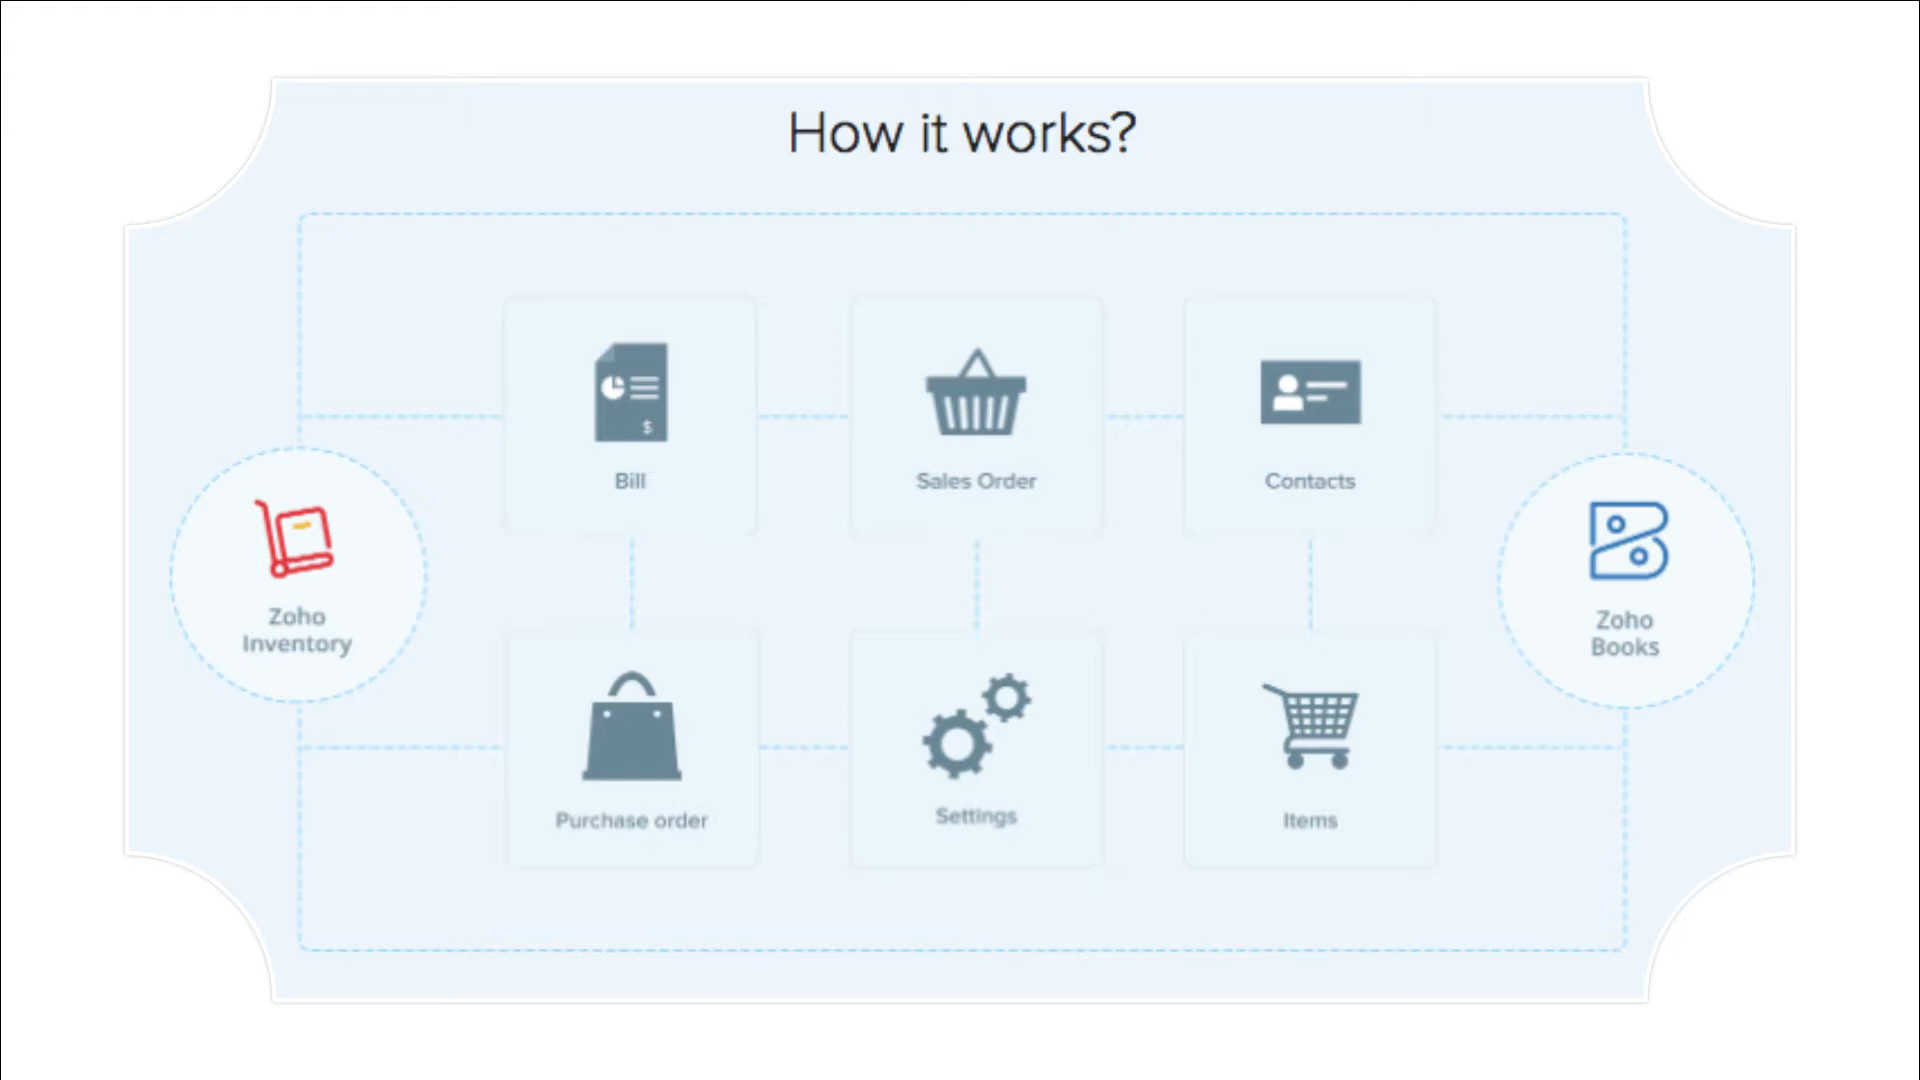 How it works?
Bill
Sales Order
Contacts
Zoho
Inventory
Zoho
Books
Purchase order
Settings
Items
$